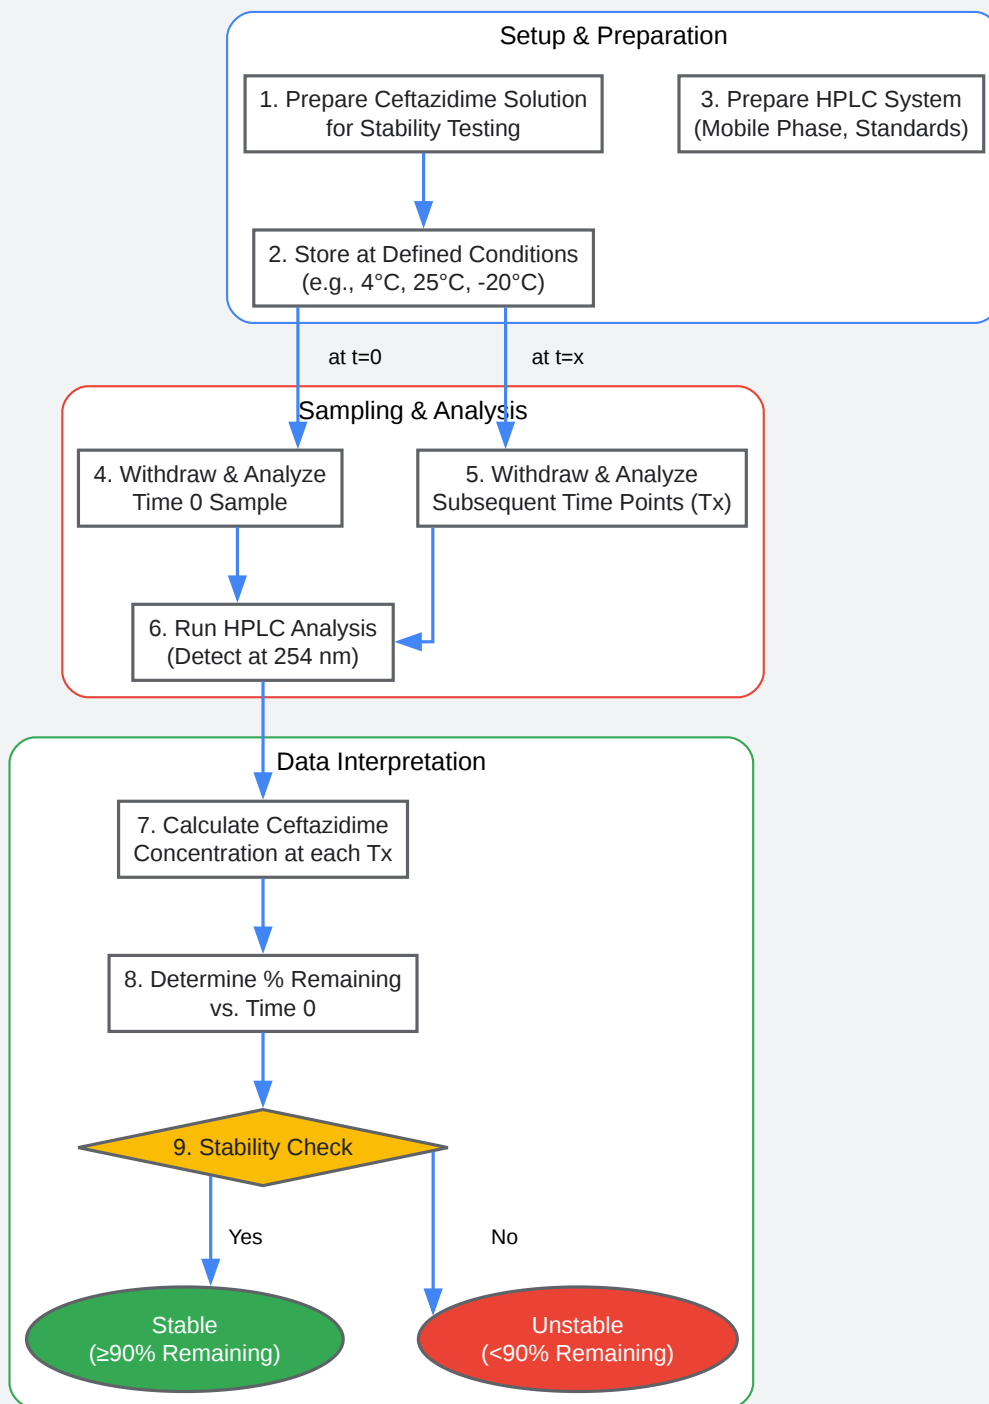 Setup & Preparation
1. Prepare Ceftazidime Solution
for Stability Testing
3. Prepare HPLC System
(Mobile Phase, Standards)
2. Store at Defined Conditions
(e.g., 4°C, 25°C, -20°C)
at t=0
at t=x
Sampling & Analysis
4. Withdraw & Analyze
Time 0 Sample
5. Withdraw & Analyze
Subsequent Time Points (Tx)
6. Run HPLC Analysis
(Detect at 254 nm)
Data Interpretation
7. Calculate Ceftazidime
Concentration at each Tx
8. Determine % Remaining
vs. Time 0
9. Stability Check
Yes
No
Stable
(≥90% Remaining)
Unstable
(<90% Remaining)